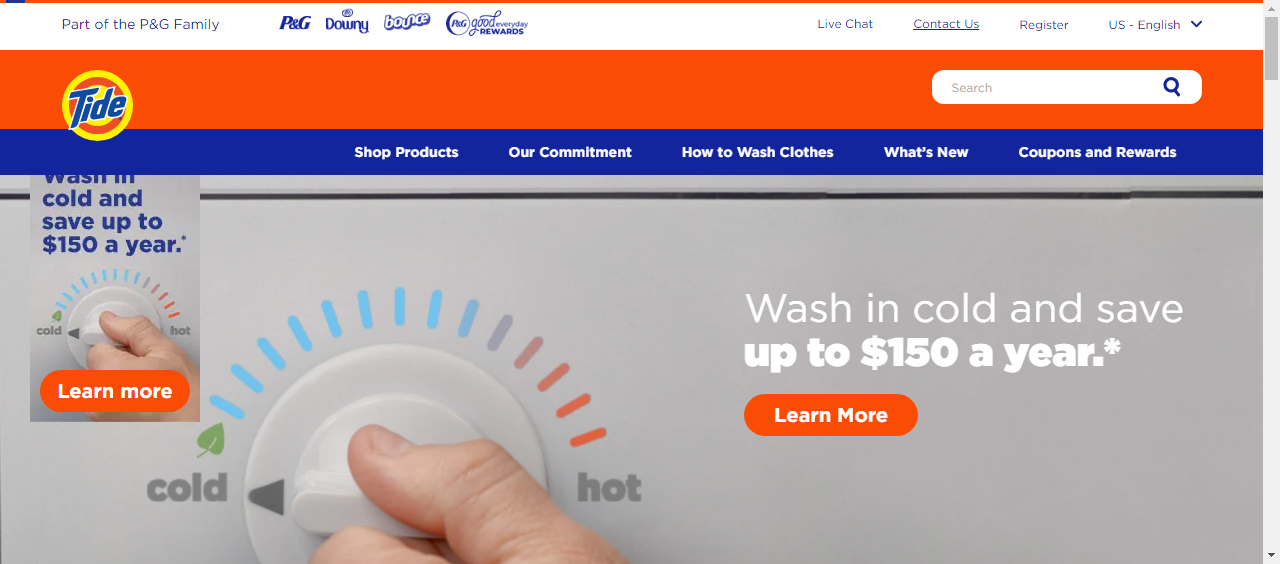 Part of the P&G Family
P&G
Downy
bounce
P&G good everyday
REWARDS
Live Chat
Contact Us
Register
US - English
Tide
Search
Shop Products
Our Commitment
How to Wash Clothes
What's New
Coupons and Rewards
Wash in
cold and
save up to
$150 a year.*
cold
hot
Learn more
Wash in cold and save
up to $150 a year.*
Learn More
cold
hot